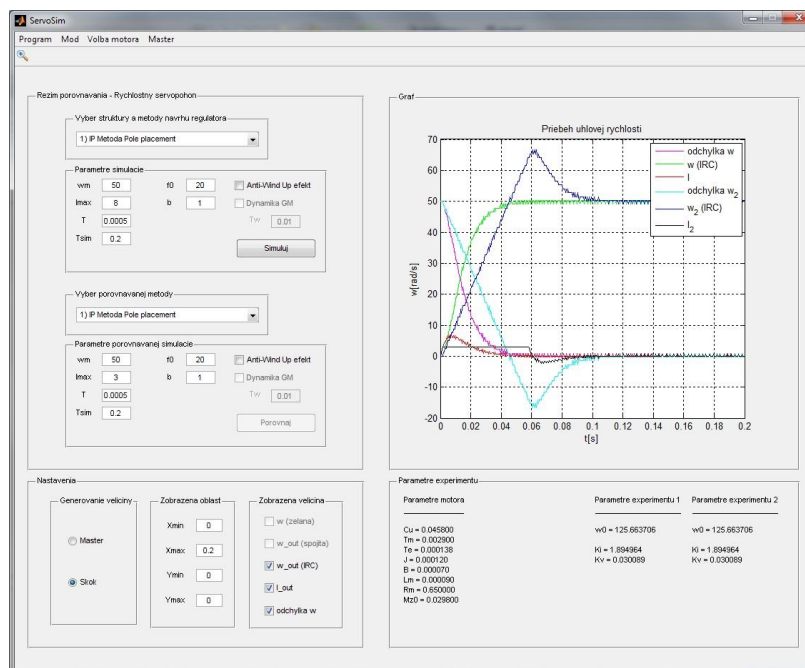 ServoSim
Program Mod Volba motora Master
Rezim porovnavania - Rychlostny servopohon
Vyber struktury a metody navrhu regulatora
1) IP Metoda Pole placement
Parametre simulacie
wm 50 f0 20 Anti-Wind Up efekt
Imax 8 b 1 Dynamika GM
T 0.0005 Tw 0.01
Tsim 0.2 Simuluj
Vyber porovnavanej metody
1) IP Metoda Pole placement
Parametre porovnavanej simulacie
wm 50 f0 20 Anti-Wind Up efekt
Imax 3 b 1 Dynamika GM
T 0.0005 Tw 0.01
Tsim 0.2 Porovnaj
Graf
Priebeh uhlovej rychlosti
70
60
50
40
30
20
10
0
-10
-20
w[rad/s]
odchylka w
w (IRC)
I
odchylka w2
w2 (IRC)
I2
0 0.02 0.04 0.06 0.08 0.1 0.12 0.14 0.16 0.18 0.2
t[s]
Nastavenia
Generovanie veliciny
Master
Skok
Zobrazena oblast
Xmin 0
Xmax 0.2
Ymin 0
Ymax 0
Zobrazena velicina
w (zelana)
w_out (spojita)
w_out (IRC)
I_out
odchylka w
Parametre experimentu
Parametre motora
Cu = 0.045800
Tm = 0.002900
Te = 0.000138
J = 0.000120
B = 0.000070
Lm = 0.000090
Rm = 0.650000
Mz0 = 0.029800
Parametre experimentu 1
w0 = 125.663706
Ki = 1.894964
Kv = 0.030089
Parametre experimentu 2
w0 = 125.663706
Ki = 1.894964
Kv = 0.030089